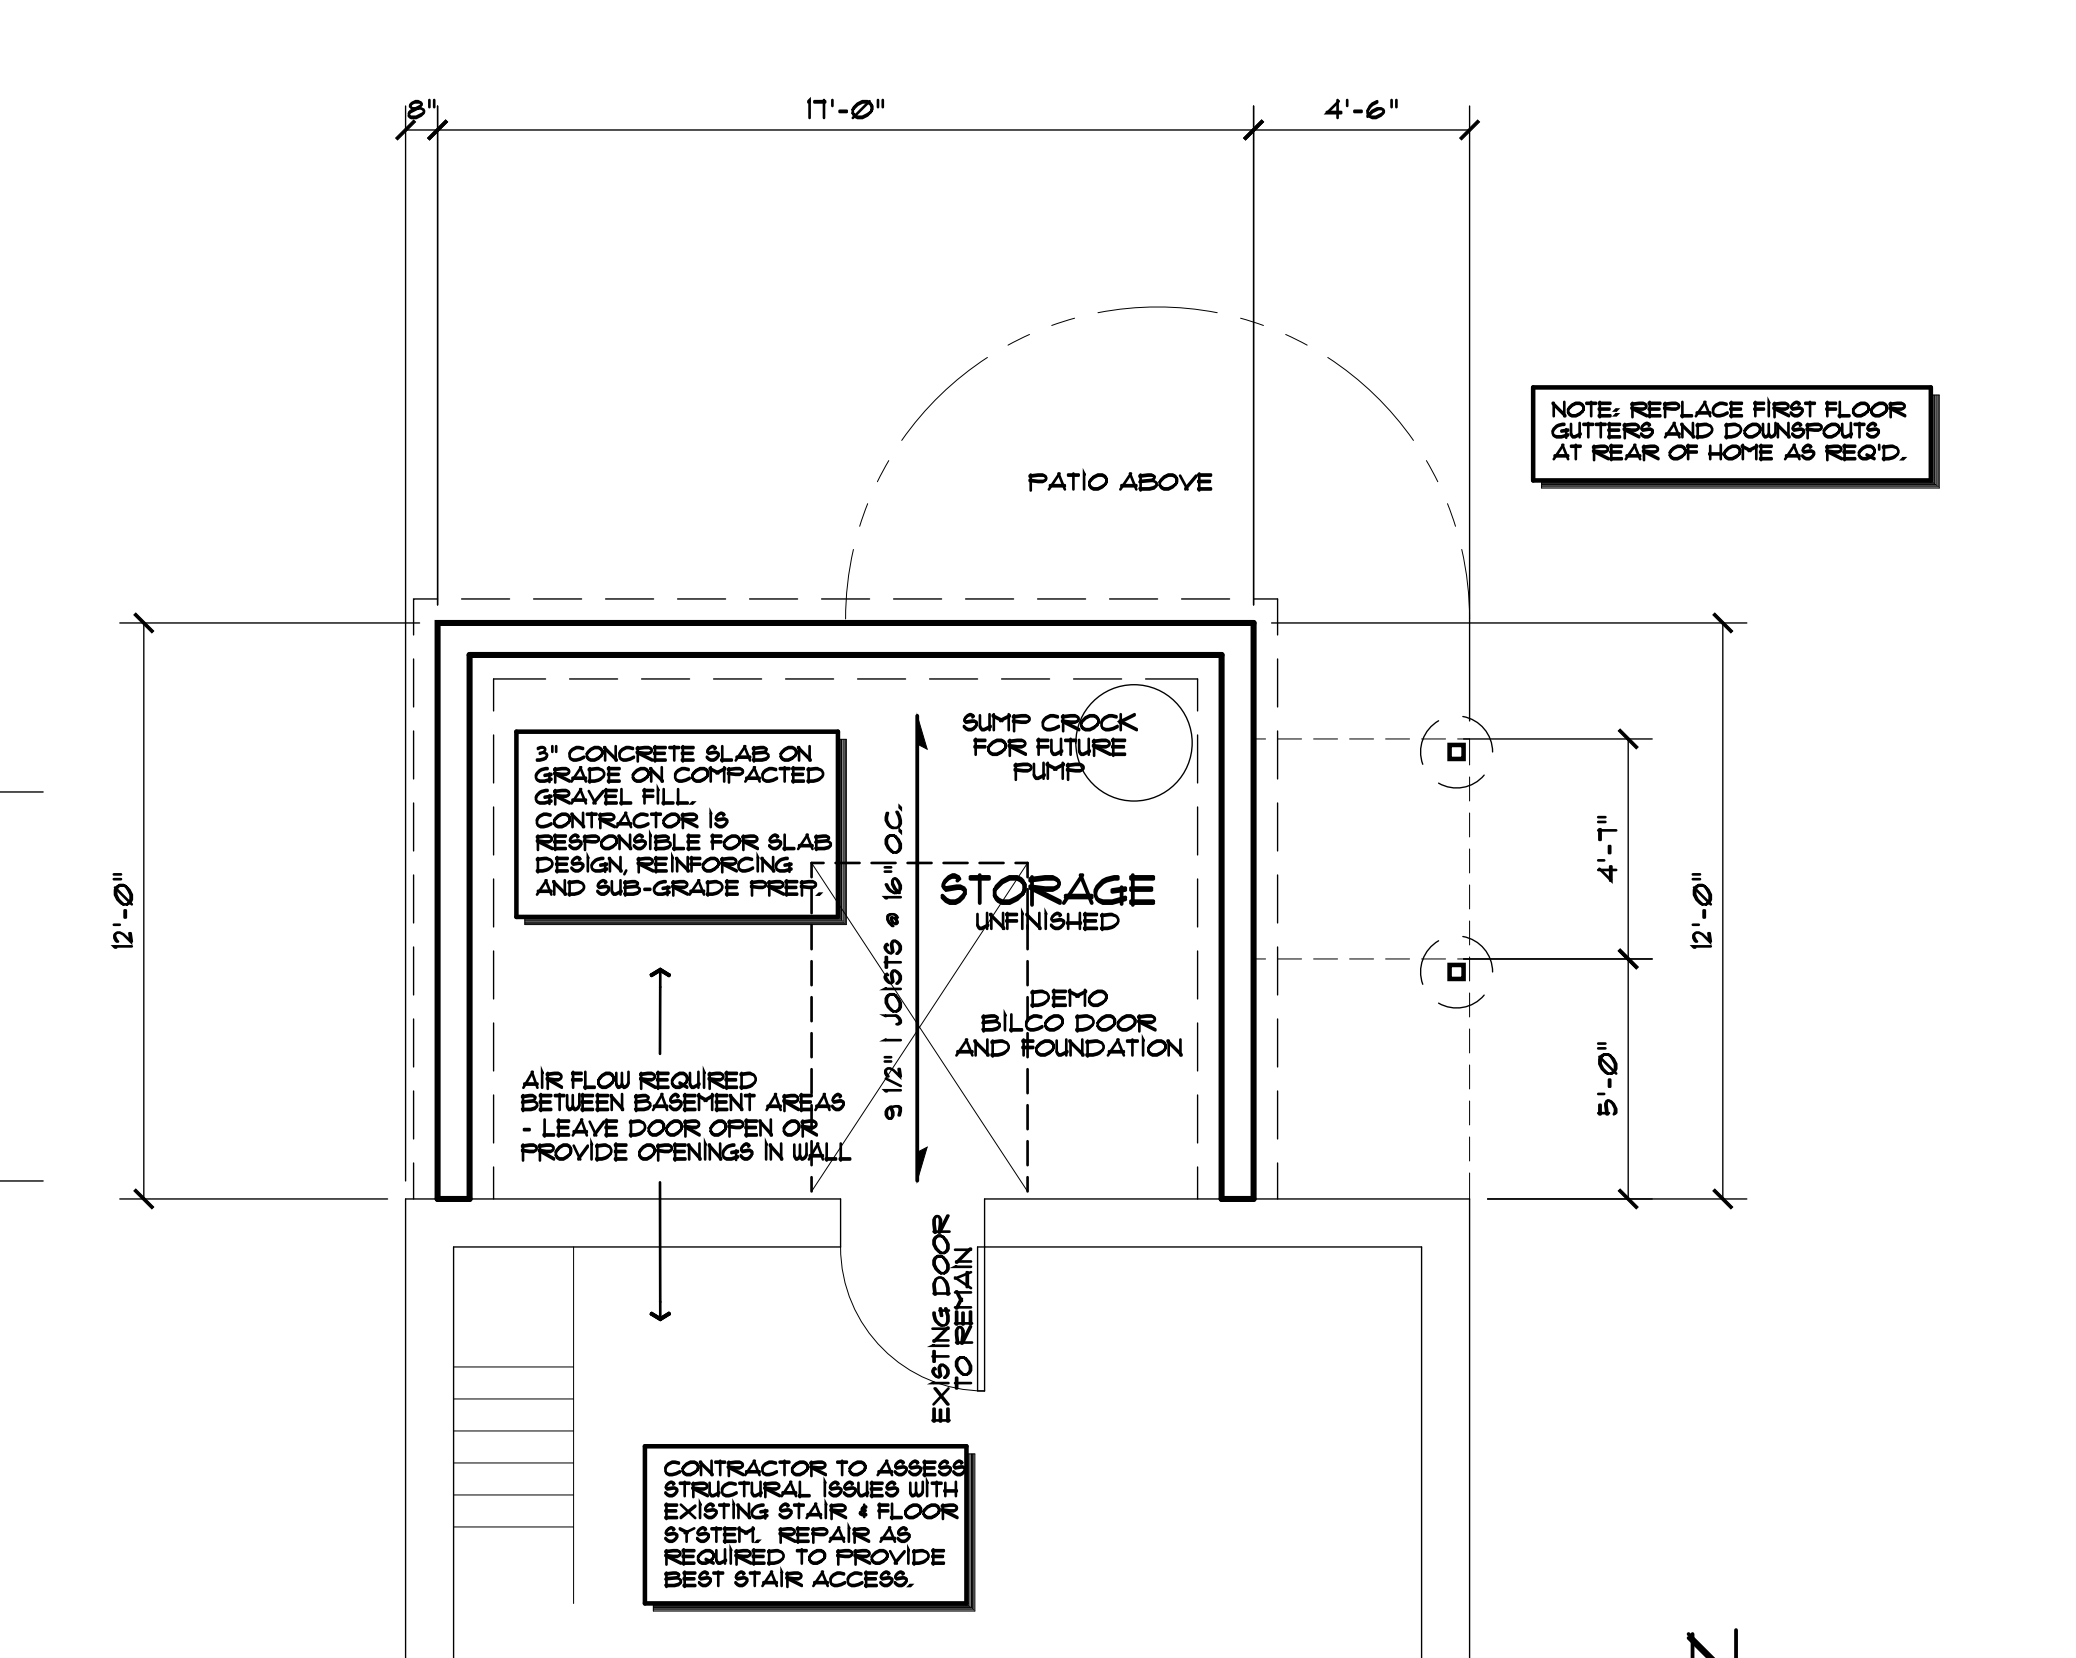 8"
17'-0"
4'-6"
NOTE: REPLACE FIRST FLOOR
GUTTERS AND DOWNSPOUTS
AT REAR OF HOME AS REQ'D.
PATIO ABOVE
SUMP CROCK
FOR FUTURE
PUMP
3" CONCRETE SLAB ON
GRADE ON COMPACTED
GRAVEL FILL.
CONTRACTOR IS
RESPONSIBLE FOR SLAB
DESIGN, REINFORCING
AND SUB-GRADE PREP.
9 1/2" I JOISTS @ 16" O.C.
STORAGE
UNFINISHED
4'-7"
12'-0"
12'-0"
DEMO
BILCO DOOR
AND FOUNDATION
5'-0"
AIR FLOW REQUIRED
BETWEEN BASEMENT AREAS
- LEAVE DOOR OPEN OR
PROVIDE OPENINGS IN WALL
EXISTING DOOR
TO REMAIN
CONTRACTOR TO ASSESS
STRUCTURAL ISSUES WITH
EXISTING STAIR & FLOOR
SYSTEM. REPAIR AS
REQUIRED TO PROVIDE
BEST STAIR ACCESS.